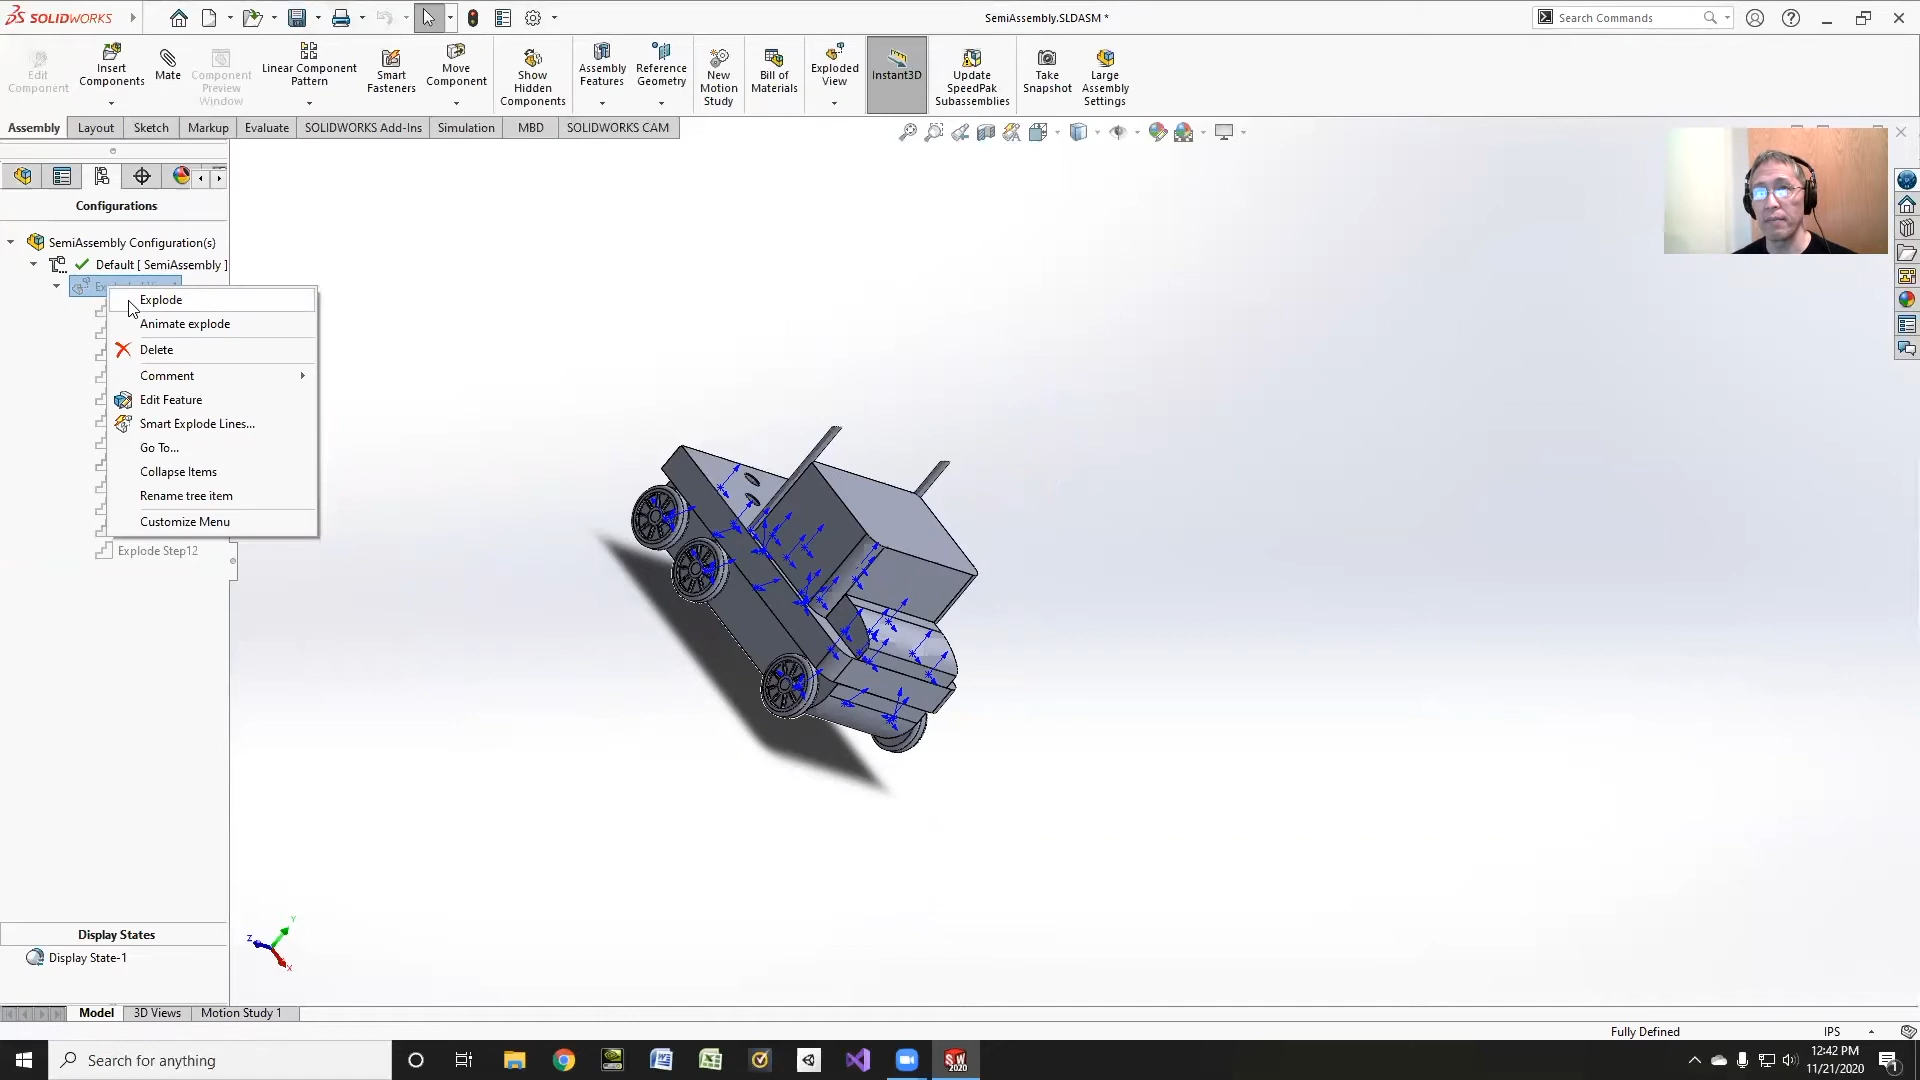 SOLIDWORKS
SemiAssembly.SLDASM *
Search Commands
Edit
Component
Insert
Components
Mate
Component
Preview
Window
Linear Component
Pattern
Smart
Fasteners
Move
Component
Show
Hidden
Components
Assembly
Features
Reference
Geometry
New
Motion
Study
Bill of
Materials
Exploded
View
Instant3D
Update
SpeedPak
Subassemblies
Take
Snapshot
Large
Assembly
Settings
Assembly
Layout
Sketch
Markup
Evaluate
SOLIDWORKS Add-Ins
Simulation
MBD
SOLIDWORKS CAM
Configurations
SemiAssembly Configuration(s)
Default [ SemiAssembly ]
Explode
Animate explode
Delete
Comment
Edit Feature
Smart Explode Lines...
Go To...
Collapse Items
Rename tree item
Customize Menu
Explode Step12
Y
Z
X
Display States
Display State-1
Model
3D Views
Motion Study 1
Fully Defined
IPS
Search for anything
SW
2020
12:42 PM
11/21/2020
1